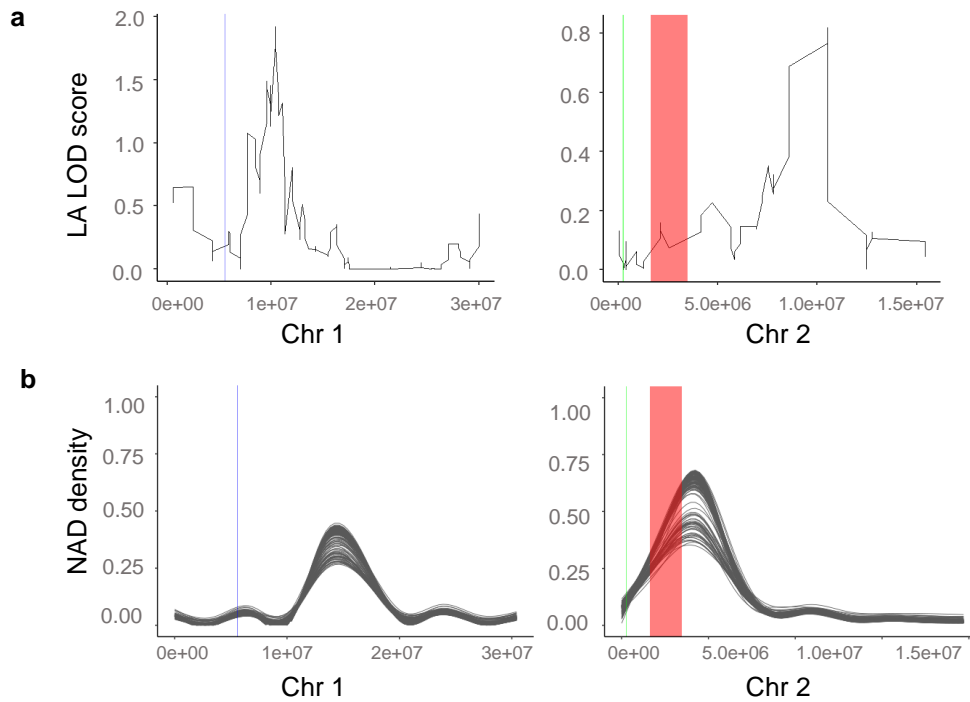 a
LA LOD score
2.0
1.5
1.0
0.5
0.0
0e+00 1e+07 2e+07 3e+07
Chr 1
0.8
0.6
0.4
0.2
0.0
0e+00 5.0e+06 1.0e+07 1.5e+07
Chr 2
b
NAD density
1.00
0.75
0.50
0.25
0.00
0e+00 1e+07 2e+07 3e+07
Chr 1
1.00
0.75
0.50
0.25
0.00
0e+00 5.0e+06 1.0e+07 1.5e+07
Chr 2